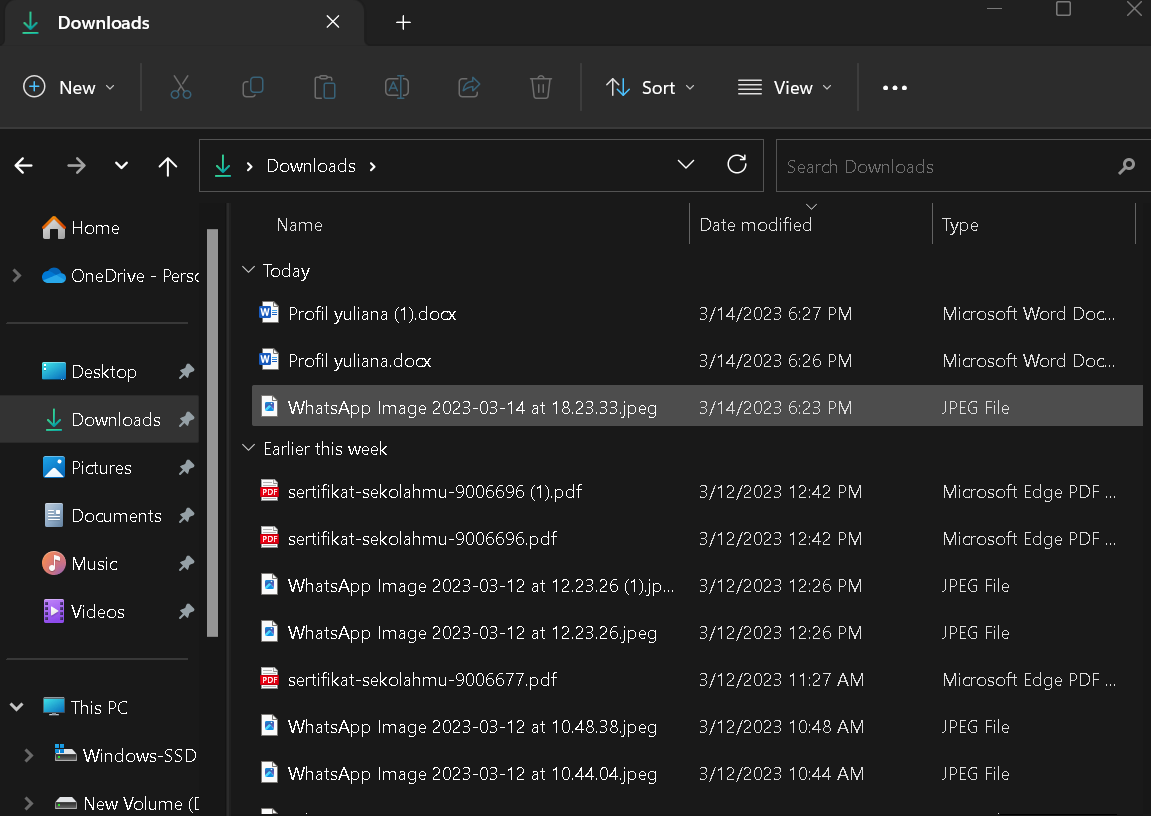 Downloads
New
Sort
View
Downloads
Search Downloads
Home
OneDrive - Persc
Desktop
Downloads
Pictures
Documents
Music
Videos
This PC
Windows-SSD
New Volume (D
Name Date modified Type
Today
Profil yuliana (1).docx 3/14/2023 6:27 PM Microsoft Word Doc...
Profil yuliana.docx 3/14/2023 6:26 PM Microsoft Word Doc...
WhatsApp Image 2023-03-14 at 18.23.33.jpeg 3/14/2023 6:23 PM JPEG File
Earlier this week
sertifikat-sekolahmu-9006696 (1).pdf 3/12/2023 12:42 PM Microsoft Edge PDF ...
sertifikat-sekolahmu-9006696.pdf 3/12/2023 12:42 PM Microsoft Edge PDF ...
WhatsApp Image 2023-03-12 at 12.23.26 (1).jp... 3/12/2023 12:26 PM JPEG File
WhatsApp Image 2023-03-12 at 12.23.26.jpeg 3/12/2023 12:26 PM JPEG File
sertifikat-sekolahmu-9006677.pdf 3/12/2023 11:27 AM Microsoft Edge PDF ...
WhatsApp Image 2023-03-12 at 10.48.38.jpeg 3/12/2023 10:48 AM JPEG File
WhatsApp Image 2023-03-12 at 10.44.04.jpeg 3/12/2023 10:44 AM JPEG File